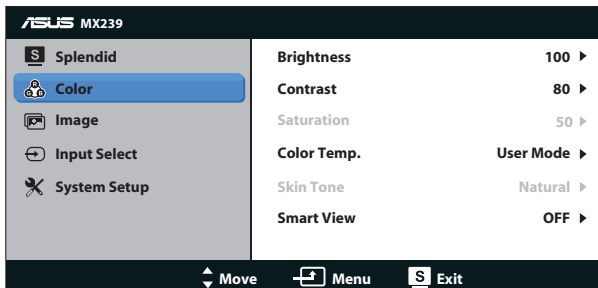 ASUS MX239
S Splendid
Color
Image
Input Select
System Setup
Brightness 100
Contrast 80
Saturation 50
Color Temp. User Mode
Skin Tone Natural
Smart View OFF
Move Menu S Exit